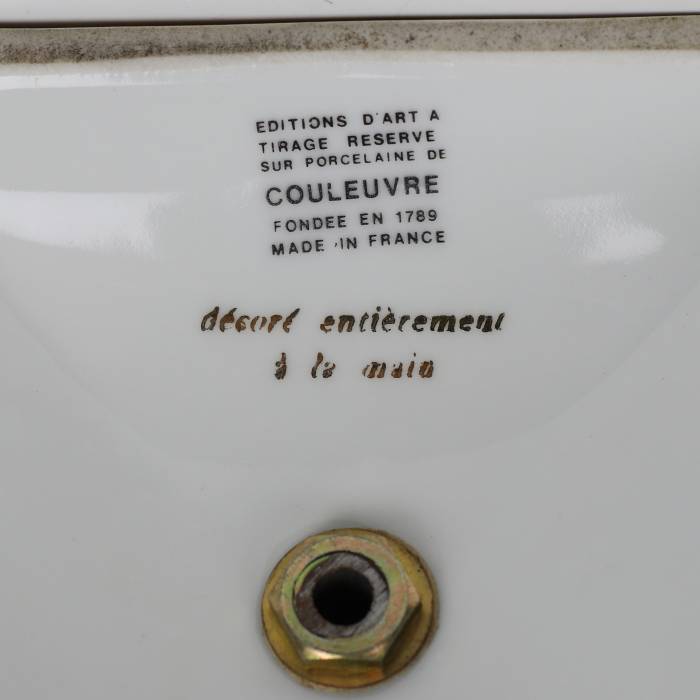 EDITIONS D'ART A
TIRAGE RESERVE
SUR PORCELAINE DE
COULEUVRE
FONDEE EN 1789
MADE IN FRANCE
décoré entièrement
à la main